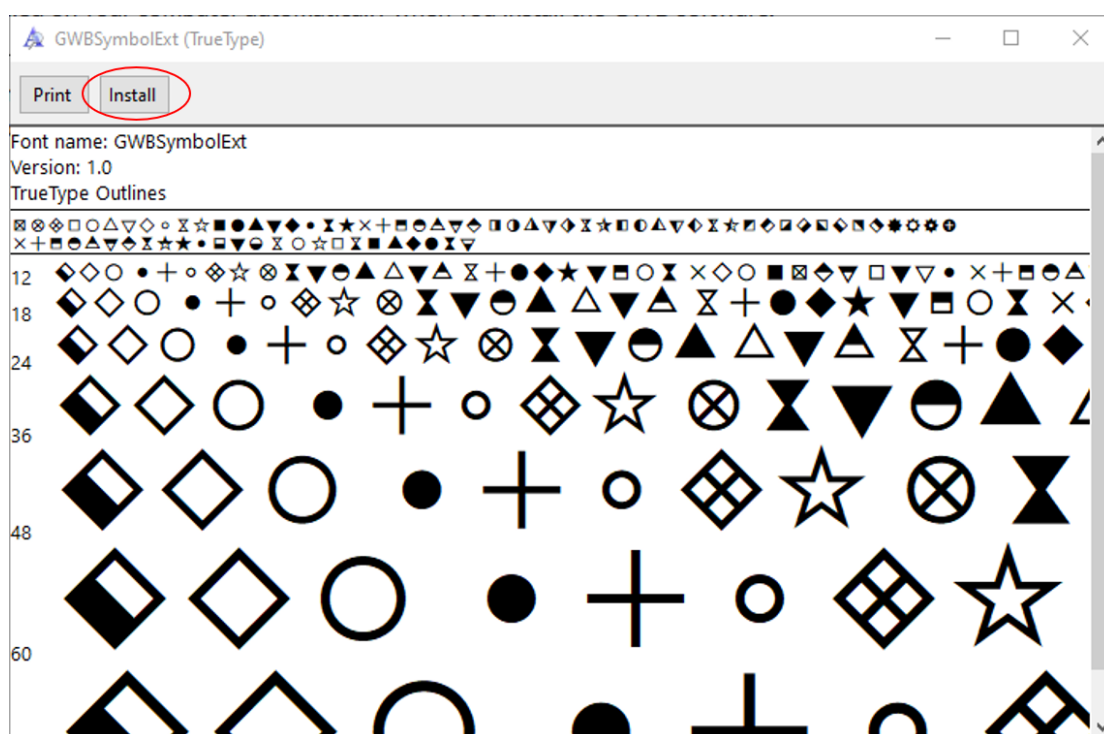 GWBSymbolExt (TrueType)
Print
Install
Font name: GWBSymbolExt
Version: 1.0
TrueType Outlines
12
18
24
36
48
60